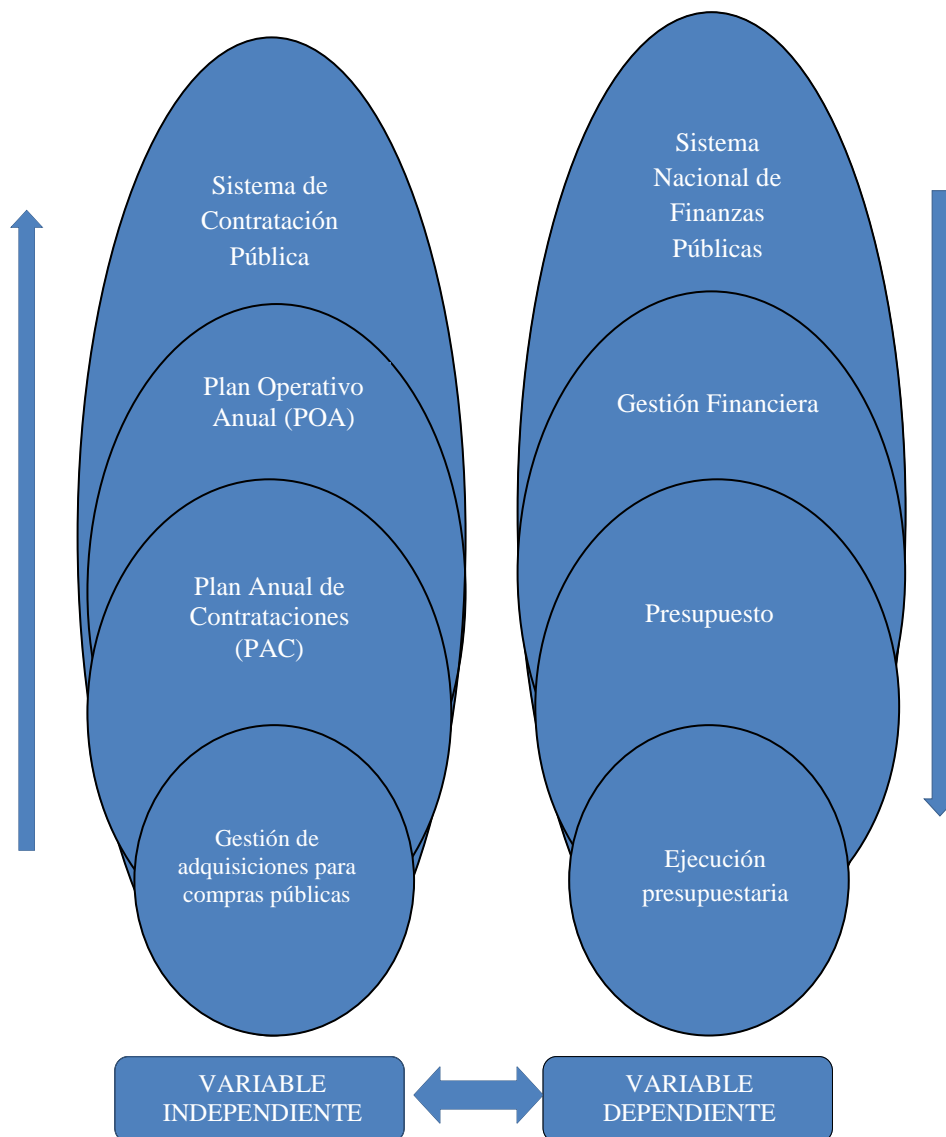 Sistema de
Contratación
Pública
Plan Operativo
Anual (POA)
Plan Anual de
Contrataciones
(PAC)
Gestión de
adquisiciones para
compras públicas
VARIABLE
INDEPENDIENTE
Sistema
Nacional de
Finanzas
Públicas
Gestión Financiera
Presupuesto
Ejecución
presupuestaria
VARIABLE
DEPENDIENTE